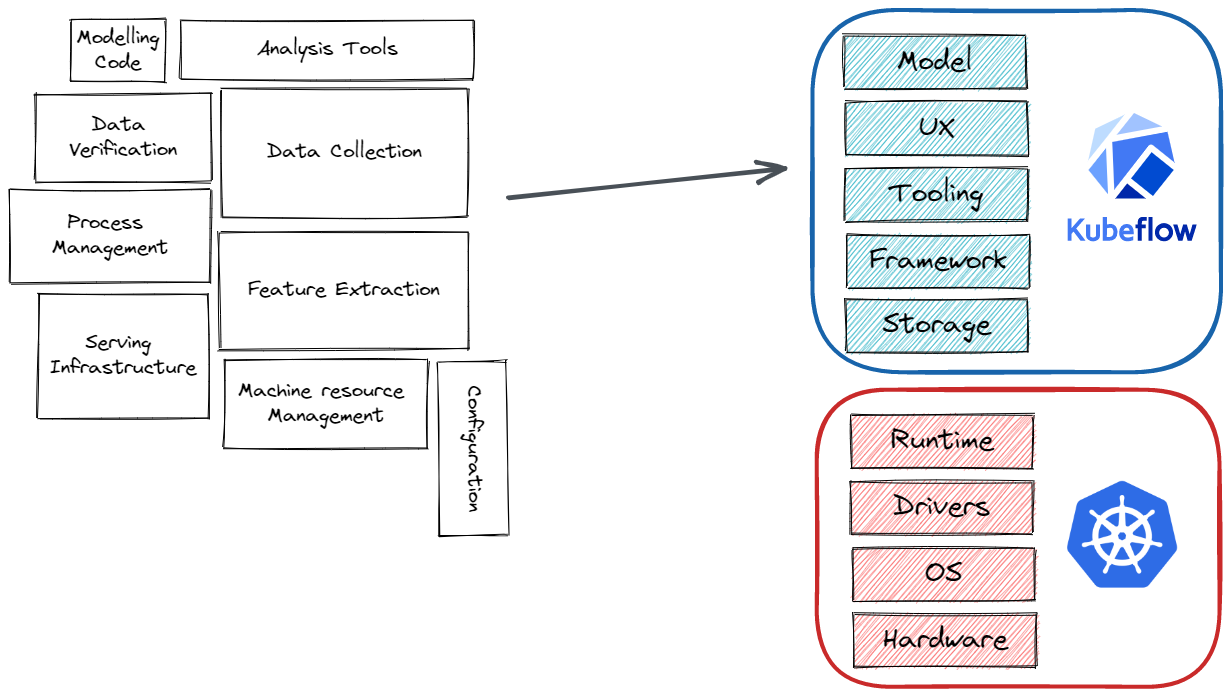 Modelling
Code
Analysis Tools
Data
Verification
Data Collection
Process
Management
Feature Extraction
Serving
Infrastructure
Machine resource
Management
Configuration
Model
UX
Tooling
Framework
Storage
Kubeflow
Runtime
Drivers
OS
Hardware